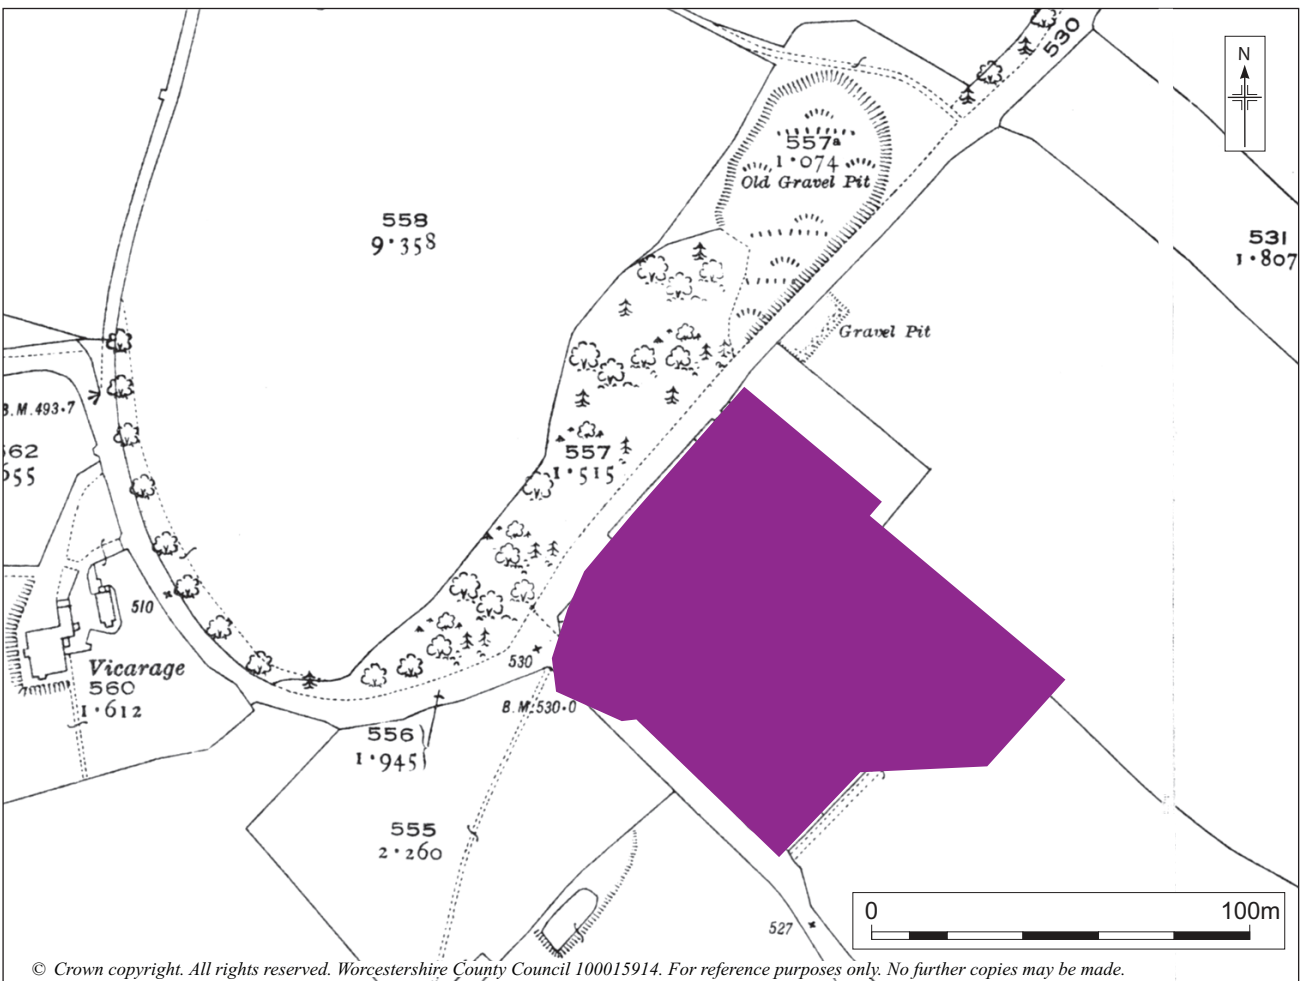 530
N
557a
1·074
Old Gravel Pit
558
9·358
531
1·807
Gravel Pit
B.M.493·7
557
1·515
510
Vicarage
560
1·612
530
B.M.530·0
556
1·945
555
2·260
527
0 100m
© Crown copyright. All rights reserved. Worcestershire County Council 100015914. For reference purposes only. No further copies may be made.